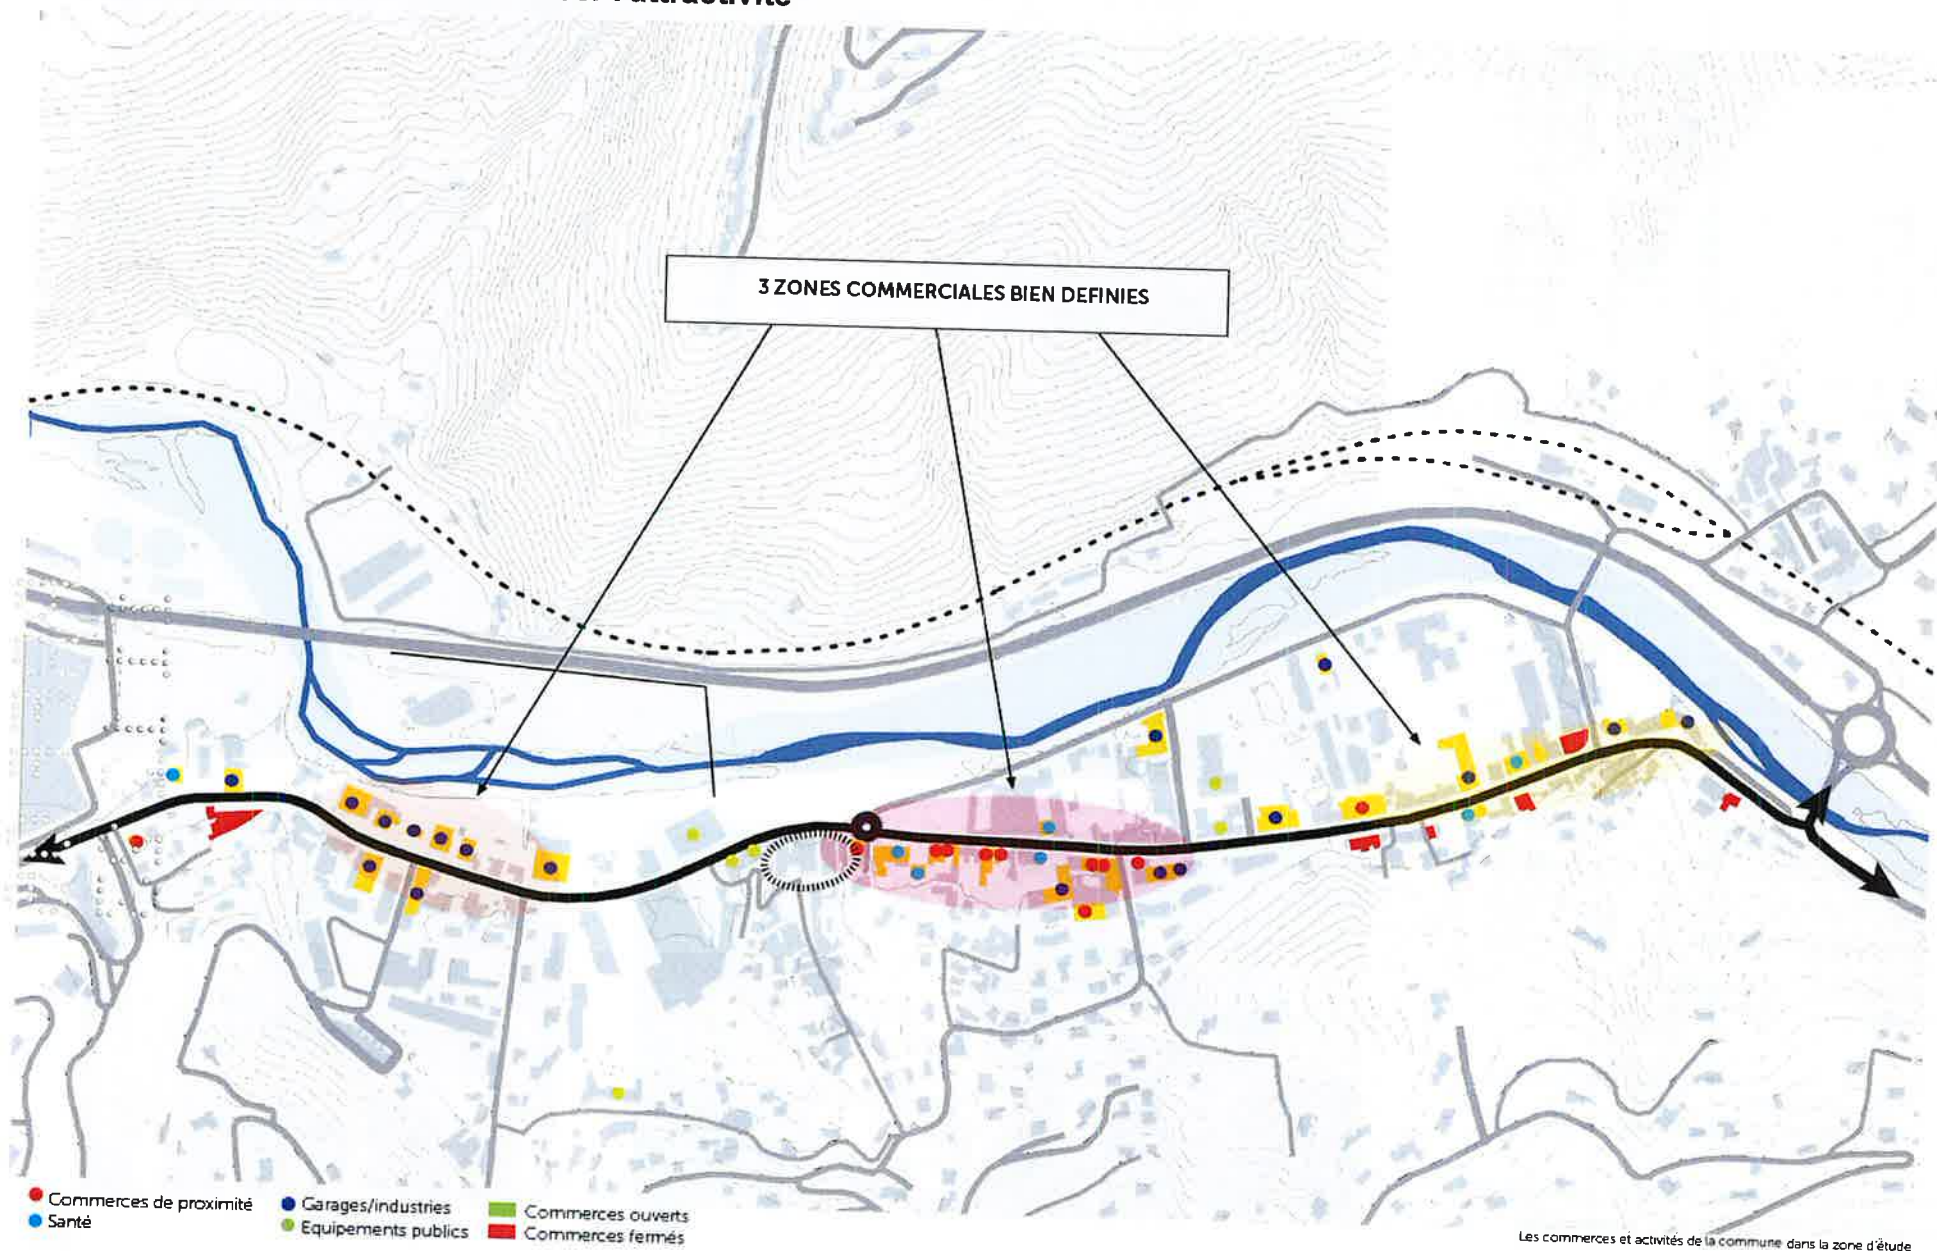 l'attractivité
3 ZONES COMMERCIALES BIEN DEFINIES
Commerces de proximité
Santé
Garages/industries
Equipements publics
Commerces ouverts
Commerces fermés
Les commerces et activités de la commune dans la zone d'étude